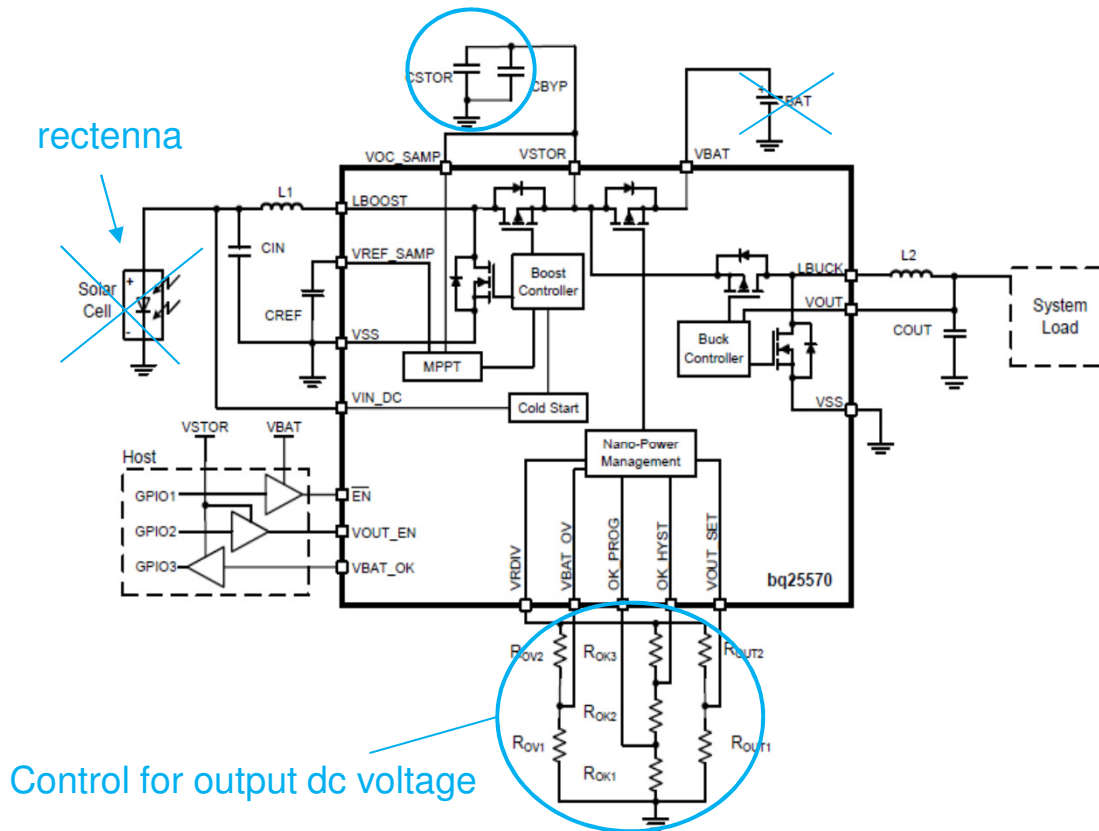 CSTOR
CBYP
BAT
rectenna
VOC_SAMP
VSTOR
VBAT
L1
LBOOST
CIN
VREF_SAMP
Boost
Controller
LBUCK
L2
Solar
Cell
+
-
CREF
VOUT
System
Load
Buck
Controller
COUT
VSS
MPPT
VIN_DC
Cold Start
VSS
VSTOR
VBAT
Host
Nano-Power
Management
GPIO1
EN
GPIO2
VOUT_EN
GPIO3
VBAT_OK
VRDIV
VBAT_OV
OK_PROG
OK_HYST
VOUT_SET
bq25570
ROV2
ROK3
ROUT2
ROK2
ROV1
ROUT1
ROK1
Control for output dc voltage